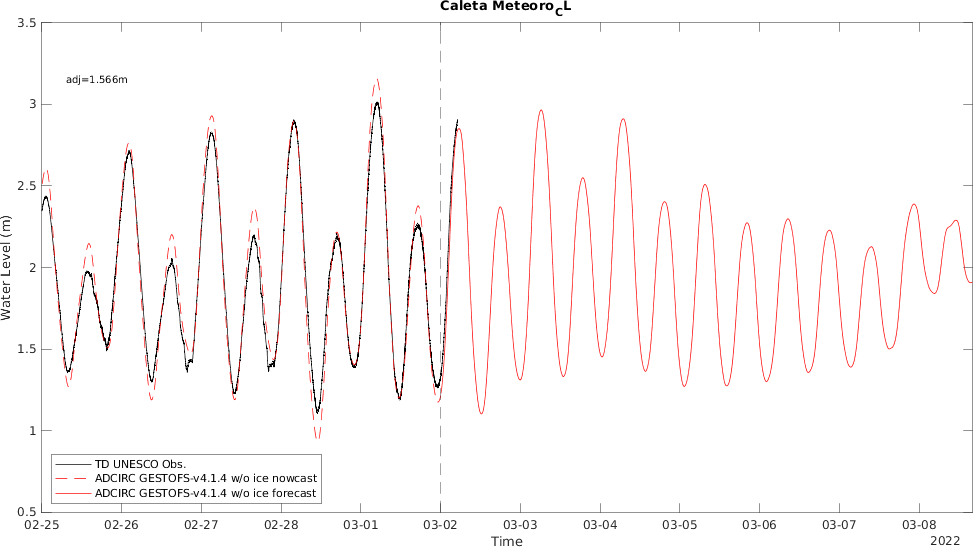 Caleta Meteoro_CL
3.5
adj=1.566m
3
2.5
2
1.5
1
0.5
Water Level (m)
TD UNESCO Obs.
ADCIRC GESTOFS-v4.1.4 w/o ice nowcast
ADCIRC GESTOFS-v4.1.4 w/o ice forecast
02-25 02-26 02-27 02-28 03-01 03-02 03-03 03-04 03-05 03-06 03-07 03-08
Time
2022